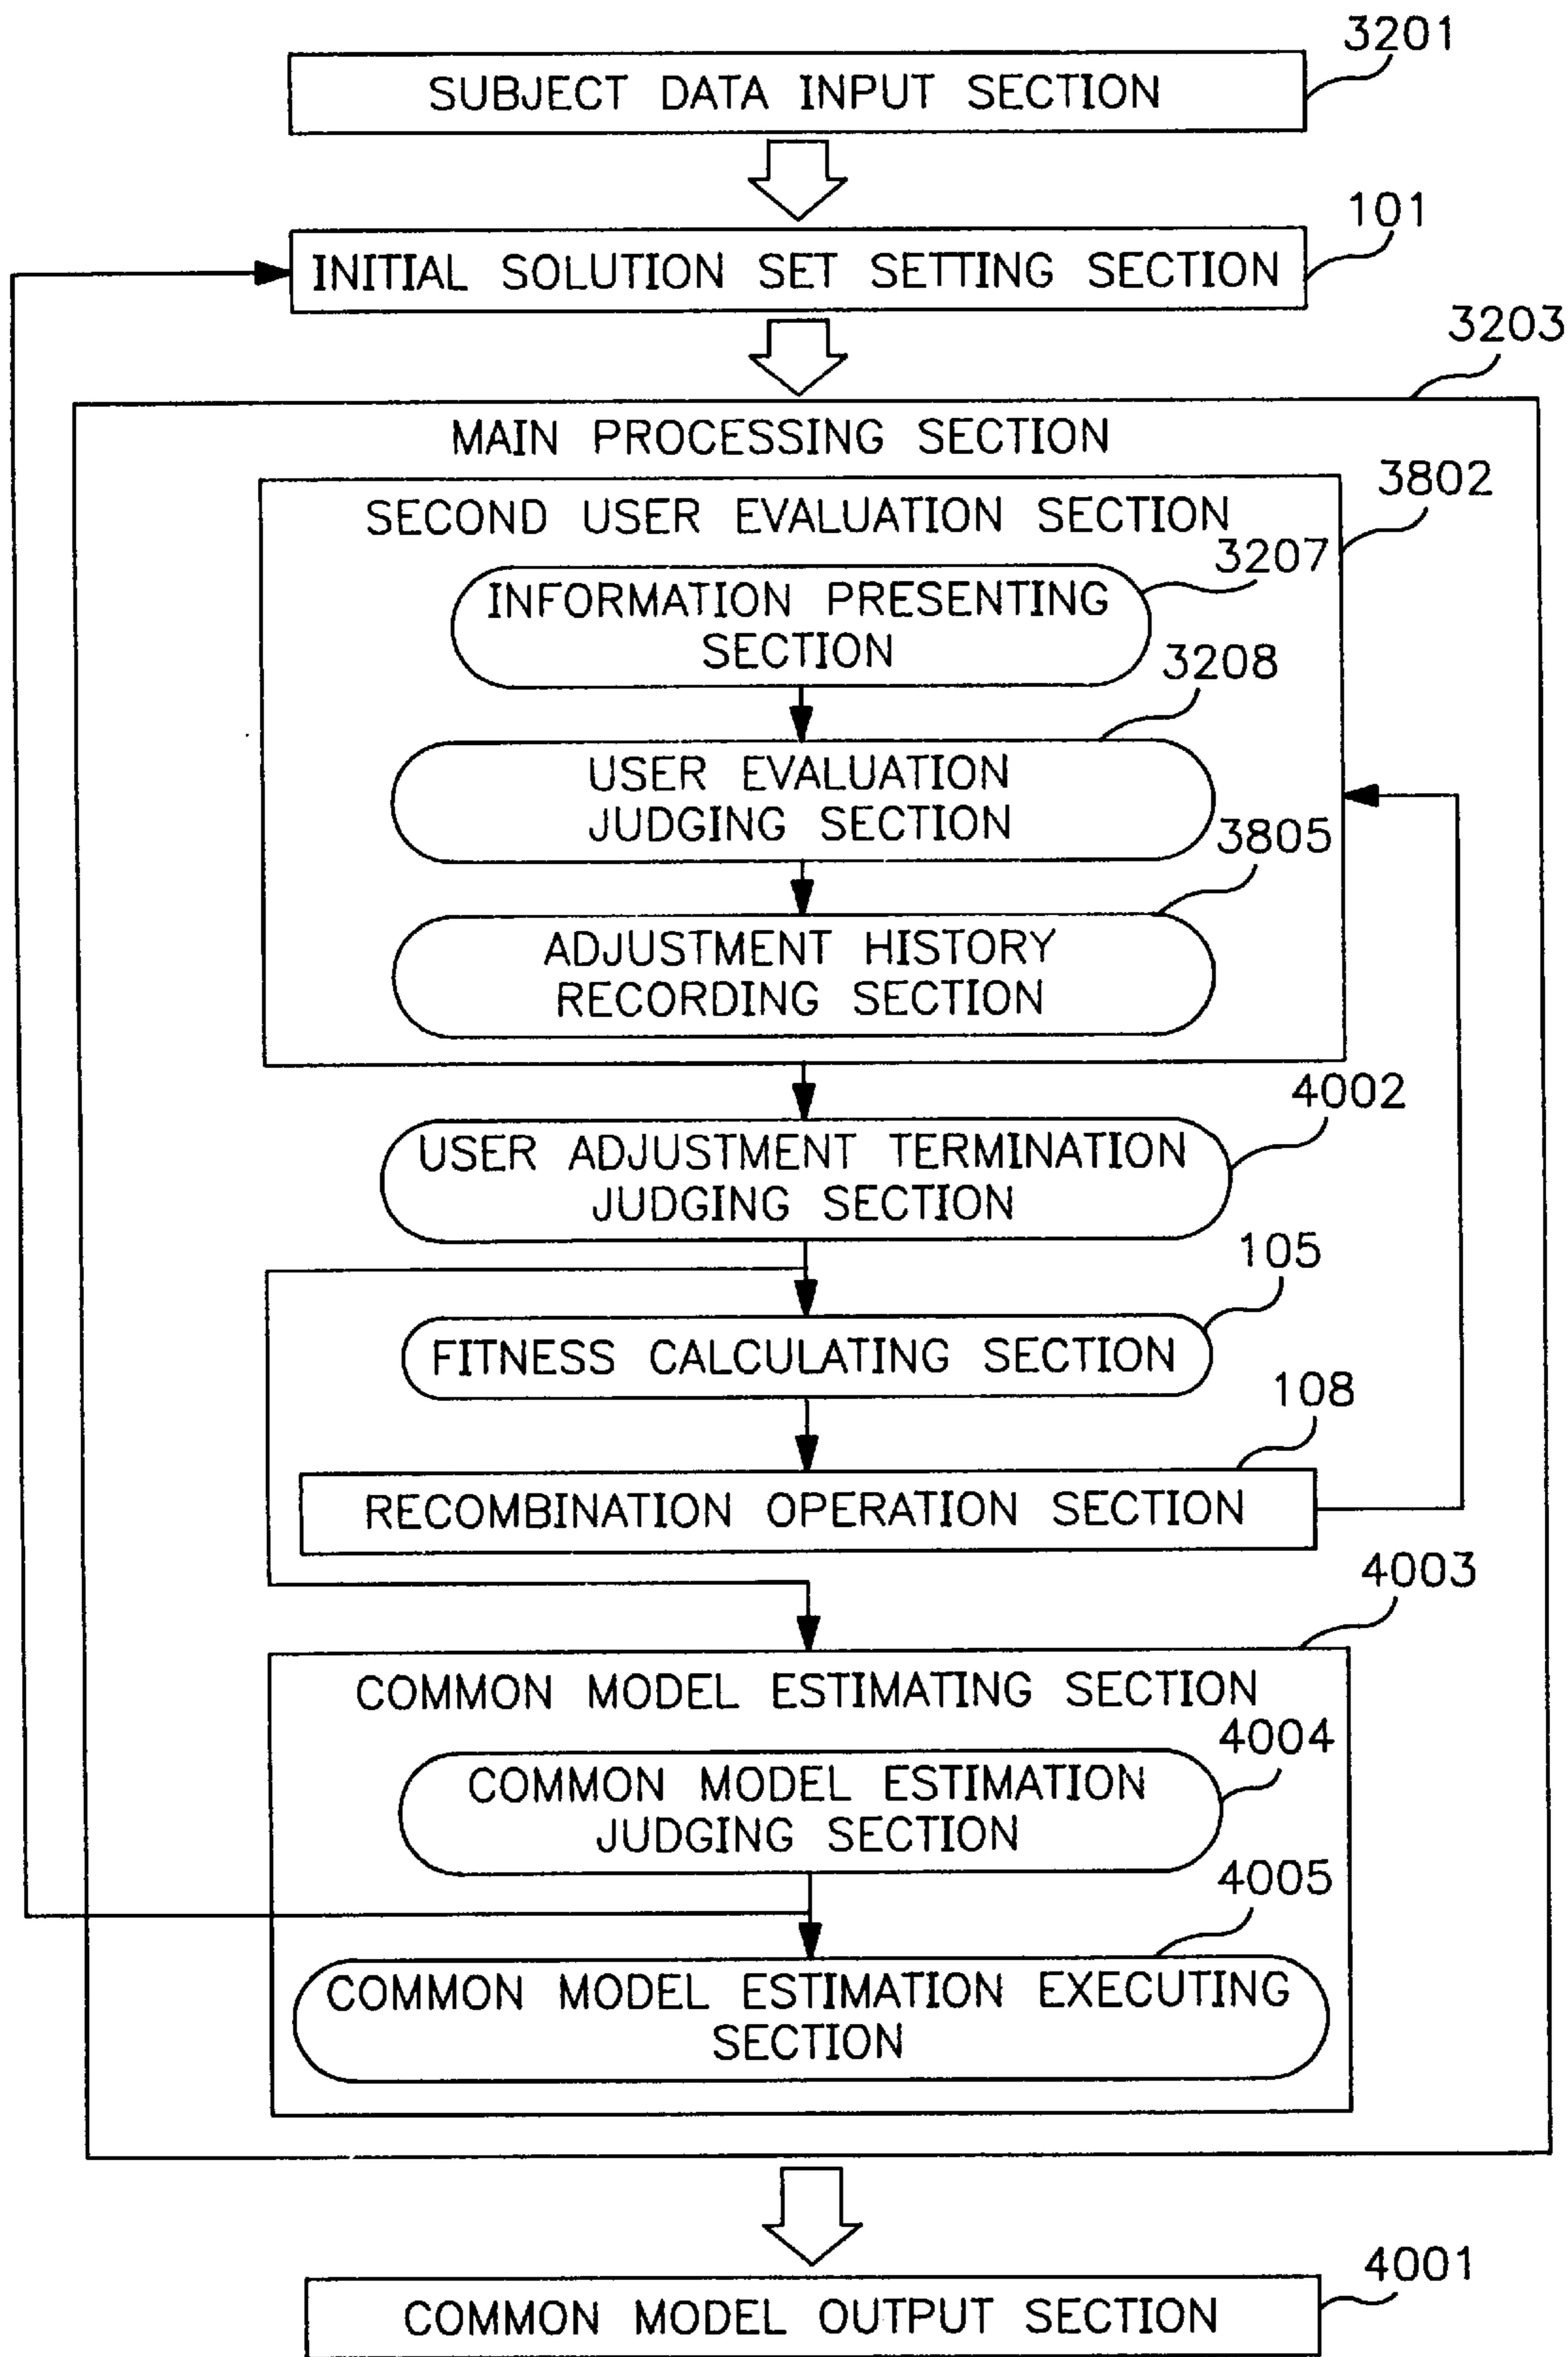 3201
SUBJECT DATA INPUT SECTION
101
INITIAL SOLUTION SET SETTING SECTION
3203
MAIN PROCESSING SECTION
3802
SECOND USER EVALUATION SECTION
3207
INFORMATION PRESENTING
SECTION
3208
USER EVALUATION
JUDGING SECTION
3805
ADJUSTMENT HISTORY
RECORDING SECTION
4002
USER ADJUSTMENT TERMINATION
JUDGING SECTION
105
FITNESS CALCULATING SECTION
108
RECOMBINATION OPERATION SECTION
4003
COMMON MODEL ESTIMATING SECTION
4004
COMMON MODEL ESTIMATION
JUDGING SECTION
4005
COMMON MODEL ESTIMATION EXECUTING
SECTION
4001
COMMON MODEL OUTPUT SECTION